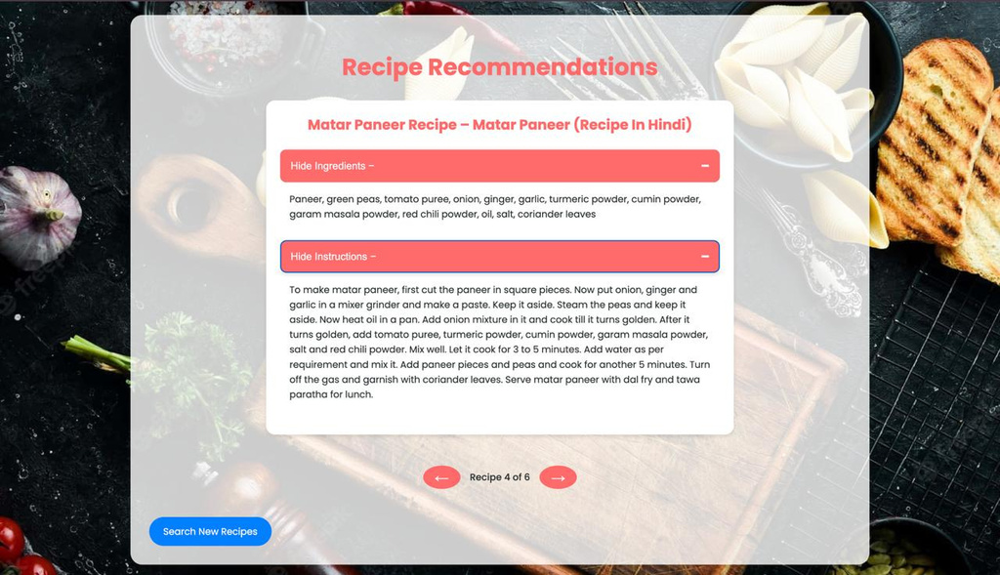 Recipe Recommendations
Matar Paneer Recipe – Matar Paneer (Recipe In Hindi)
Hide Ingredients –
Paneer, green peas, tomato puree, onion, ginger, garlic, turmeric powder, cumin powder,
garam masala powder, red chili powder, oil, salt, coriander leaves
Hide Instructions –
To make matar paneer, first cut the paneer in square pieces. Now put onion, ginger and
garlic in a mixer grinder and make a paste. Keep it aside. Steam the peas and keep it
aside. Now heat oil in a pan. Add onion mixture in it and cook till it turns golden. After it
turns golden, add tomato puree, turmeric powder, cumin powder, garam masala powder,
salt and red chili powder. Mix well. Let it cook for 3 to 5 minutes. Add water as per
requirement and mix it. Add paneer pieces and peas and cook for another 5 minutes. Turn
off the gas and garnish with coriander leaves. Serve matar paneer with dal fry and tawa
paratha for lunch.
← Recipe 4 of 6 →
Search New Recipes